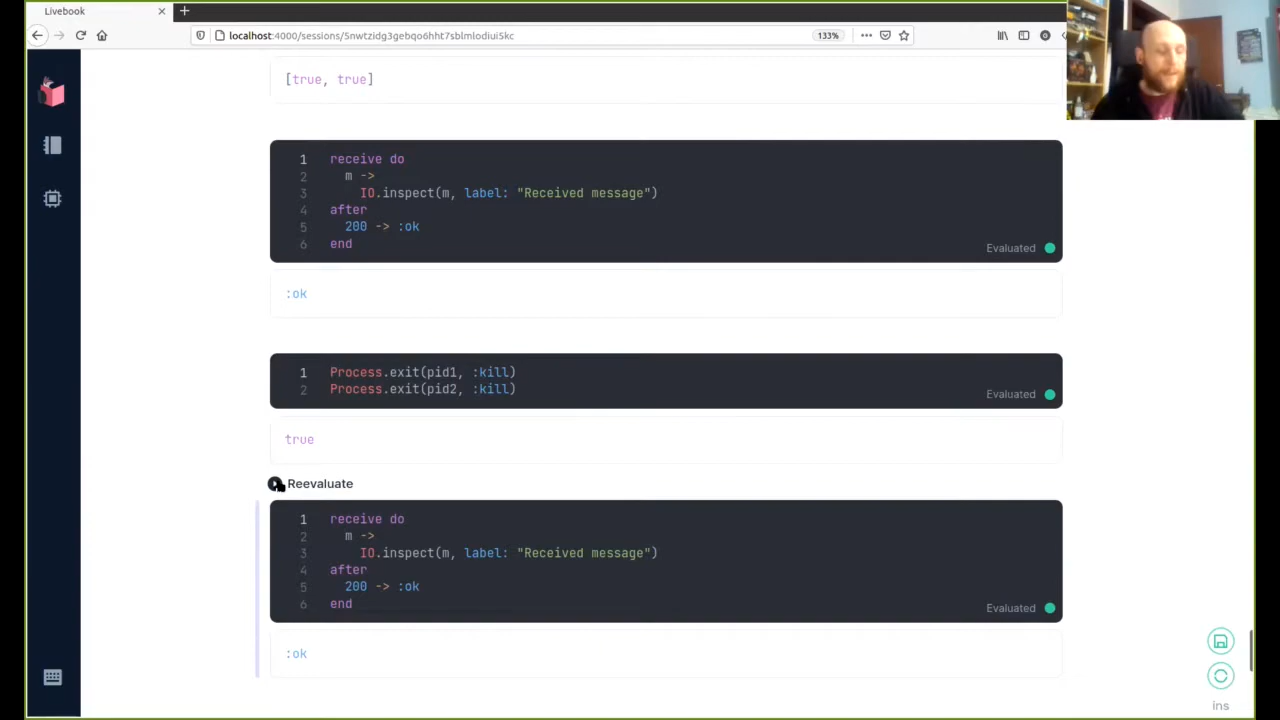 Livebook
localhost:4000/sessions/5nwtzidg3gebqo6hht7sblmlodiui5kc
133%
[true, true]
1 receive do
2 m ->
3 IO.inspect(m, label: "Received message")
4 after
5 200 -> :ok
6 end
Evaluated
:ok
1 Process.exit(pid1, :kill)
2 Process.exit(pid2, :kill)
Evaluated
true
Reevaluate
1 receive do
2 m ->
3 IO.inspect(m, label: "Received message")
4 after
5 200 -> :ok
6 end
Evaluated
:ok
ins